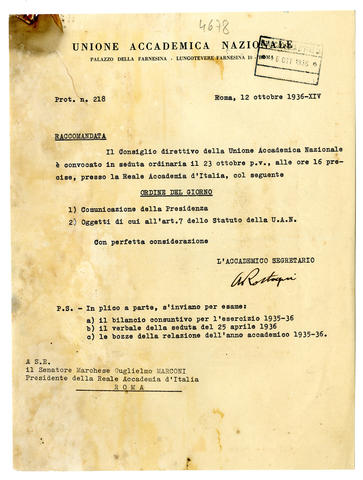 4678
UNIONE ACCADEMICA NAZIONALE
PALAZZO DELLA FARNESINA - LUNGOTEVERE FARNESINA 10 - ROMA
OTT 1936
Prot. n. 218
Roma, 12 ottobre 1936-XIV
RACCOMANDATA
Il Consiglio direttivo della Unione Accademica Nazionale
è convocato in seduta ordinaria il 23 ottobre p.v., alle ore 16 pre-
cise, presso la Reale Accademia d'Italia, col seguente
ORDINE DEL GIORNO
1) Comunicazione della Presidenza
2) Oggetti di cui all'art.7 dello Statuto della U.A.N.
Con perfetta considerazione
L'ACCADEMICO SEGRETARIO
P.S. - In plico a parte, s'inviano per esame:
a) il bilancio consuntivo per l'esercizio 1935-36
b) il verbale della seduta del 25 aprile 1936
c) le bozze della relazione dell'anno accademico 1935-36.
A S.E.
il Senatore Marchese Guglielmo MARCONI
Presidente della Reale Accademia d'Italia
ROMA